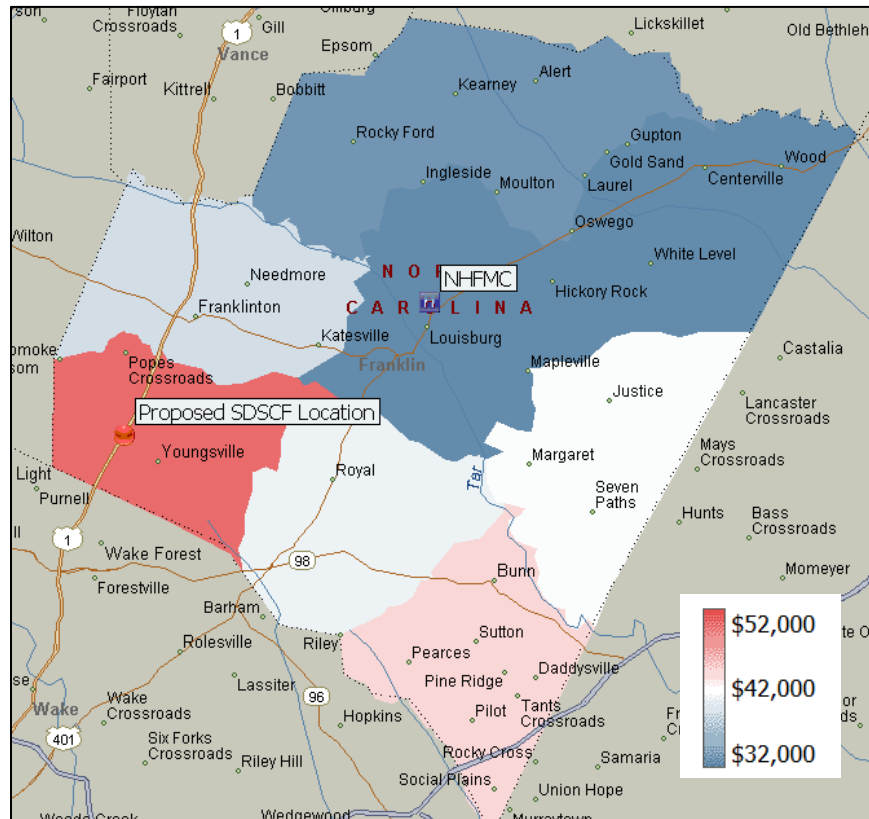 Floytan
Crossroads
1
Gill
Epsom
Lickskillet
Old Bethleh
Vance
Fairport
Kittrell
Bobbitt
Kearney
Alert
Rocky Ford
Gupton
Gold Sand
Wood
Ingleside
Moulton
Laurel
Centerville
Wilton
Oswego
White Level
Needmore
NHFMC
Hickory Rock
CAROLINA
Franklinton
Louisburg
Katesville
Franklin
Mapleville
Castalia
Popes
Crossroads
Justice
Lancaster
Crossroads
Proposed SDSCF Location
Mays
Crossroads
Youngsville
Royal
Margaret
Light
Tar
Seven
Paths
Purnell
Hunts
Bass
Crossroads
1
Wake Forest
98
Bunn
Momeyer
Forestville
Barham
$52,000
Rolesville
Riley
Sutton
Pearces
Daddysville
Lassiter
Pine Ridge
$42,000
Wake
Wake
Crossroads
96
Hopkins
Pilot
Tants
Crossroads
401
Six Forks
Crossroads
Rocky Cross
$32,000
Riley Hill
Samaria
Social Plains
Union Hope
Wedgewood